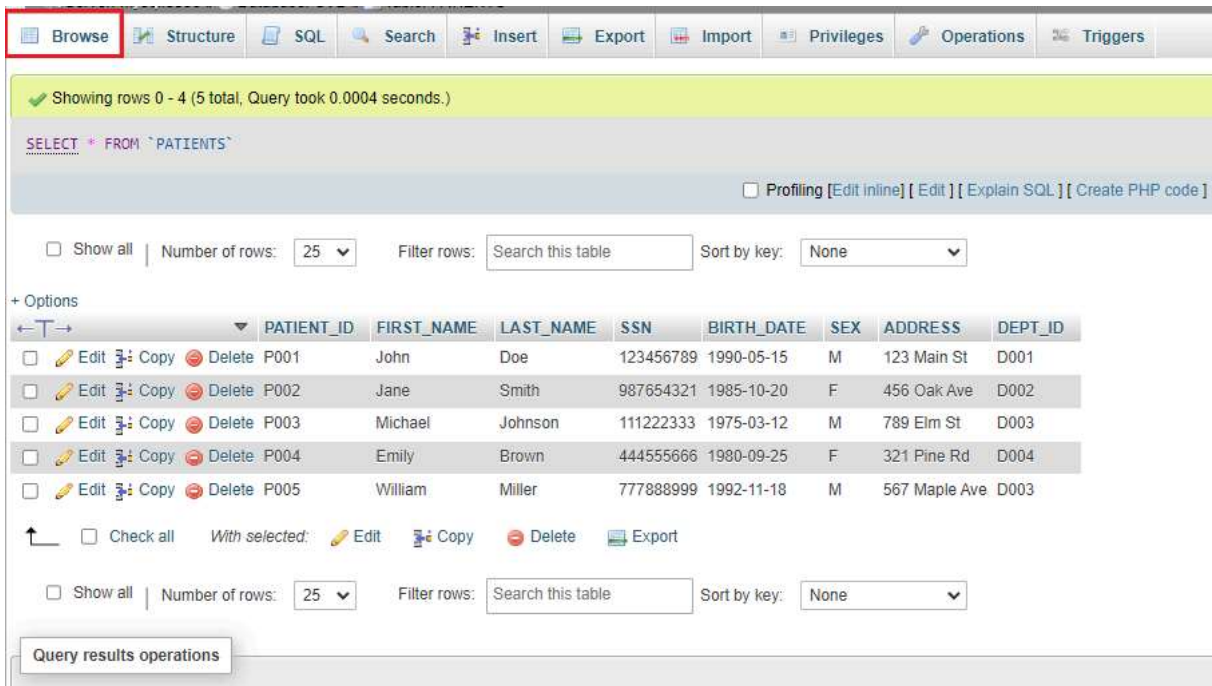 Browse Structure SQL Search Insert Export Import Privileges Operations Triggers
Showing rows 0 - 4 (5 total, Query took 0.0004 seconds.)
SELECT * FROM `PATIENTS`
Profiling [Edit inline] [ Edit ] [ Explain SQL ] [ Create PHP code ]
Show all | Number of rows: 25 Filter rows: Search this table Sort by key: None
+ Options
←T→ ▼ PATIENT_ID FIRST_NAME LAST_NAME SSN BIRTH_DATE SEX ADDRESS DEPT_ID
Edit Copy Delete P001 John Doe 123456789 1990-05-15 M 123 Main St D001
Edit Copy Delete P002 Jane Smith 987654321 1985-10-20 F 456 Oak Ave D002
Edit Copy Delete P003 Michael Johnson 111222333 1975-03-12 M 789 Elm St D003
Edit Copy Delete P004 Emily Brown 444555666 1980-09-25 F 321 Pine Rd D004
Edit Copy Delete P005 William Miller 777888999 1992-11-18 M 567 Maple Ave D003
Check all With selected: Edit Copy Delete Export
Show all | Number of rows: 25 Filter rows: Search this table Sort by key: None
Query results operations